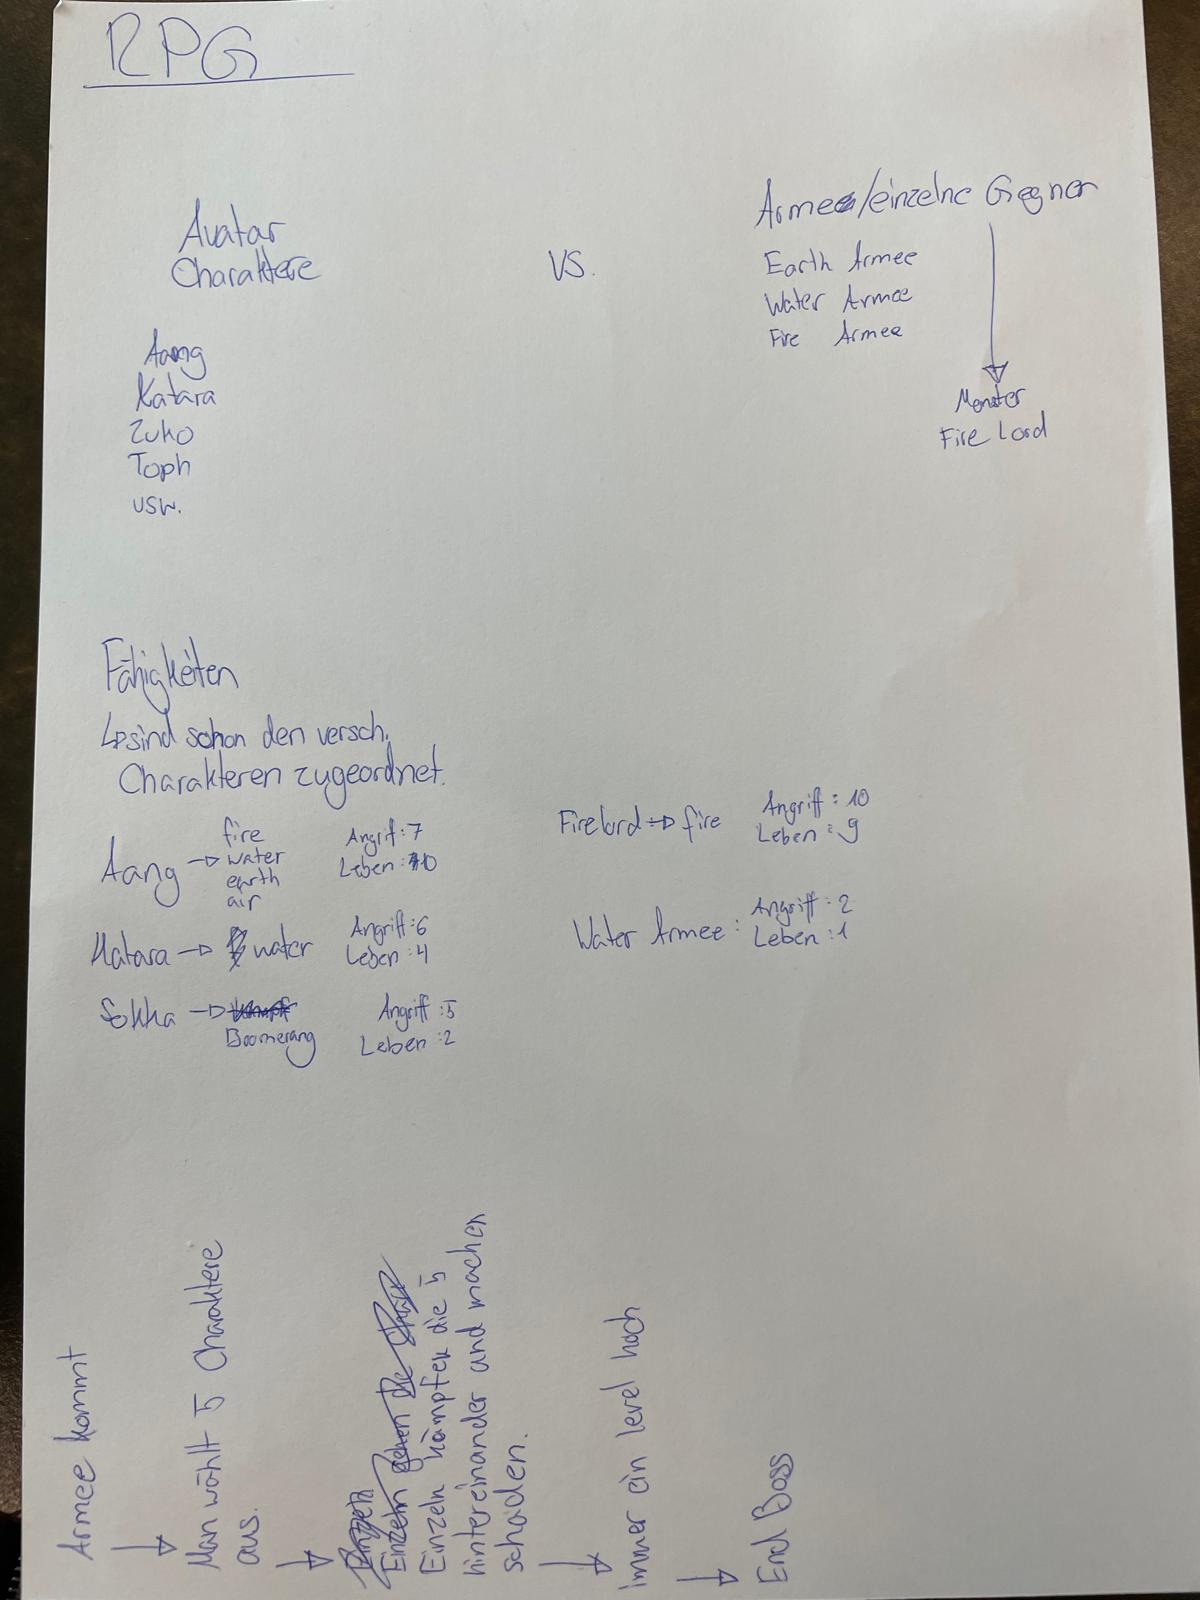 RPG
Avatar
Charaktere
VS.
Armee/einzelne Gegner
Earth Armee
Water Armee
Fire Armee
Monster
Fire Lord
Aang
Katara
Zuko
Toph
usw.
Fähigkeiten
sind schon den versch.
Charakteren zugeordnet.
Aang → fire
water
earth
air
Angrif: 7
Leben: 10
Katara → water
Angriff: 6
Leben: 4
Sokka →
Boomerang
Angriff: 5
Leben: 2
Firelord → fire
Angriff: 10
Leben: 9
Water Armee:
Angriff: 2
Leben: 1
Armee kommt
Man wählt 5 Charaktere
aus.
Einzeln kämpfen die 5
hintereinander und machen
schaden.
immer ein level hoch
End Boss